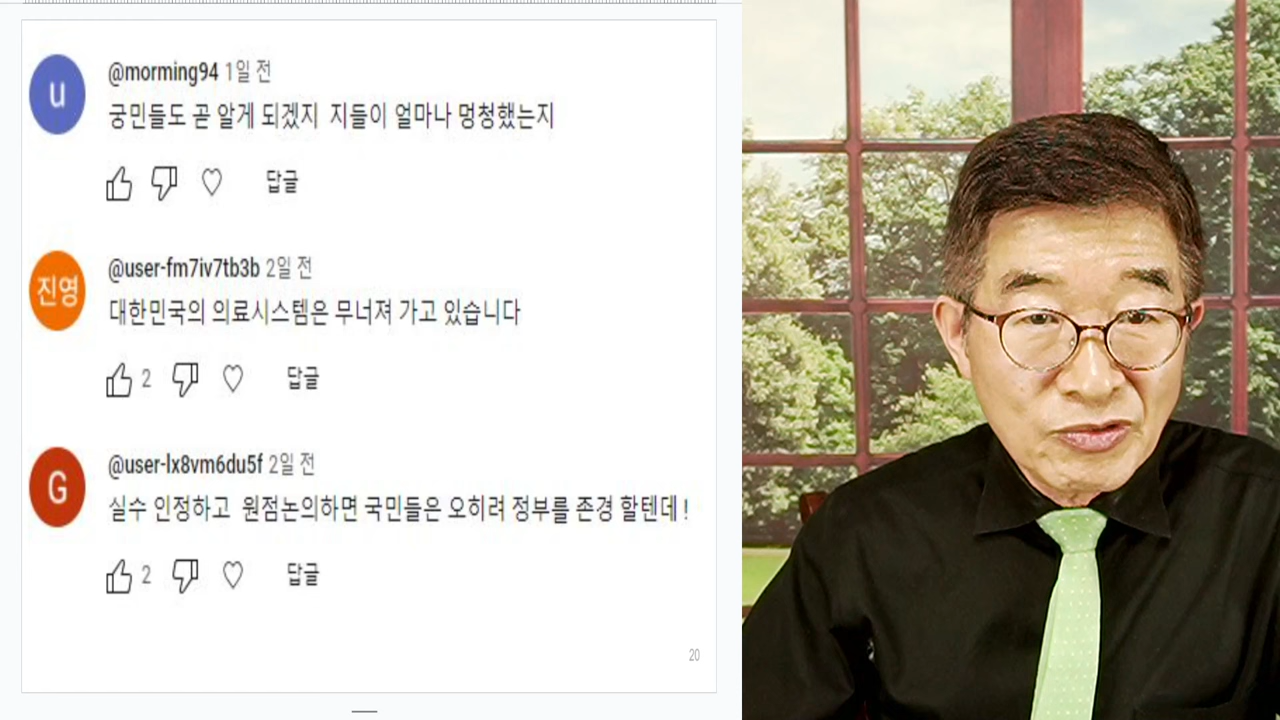 u
@morming94 1일 전
궁민들도 곧 알게 되겠지 지들이 얼마나 멍청했는지
답글
진영
@user-fm7iv7tb3b 2일 전
대한민국의 의료시스템은 무너져 가고 있습니다
2
답글
G
@user-lx8vm6du5f 2일 전
실수 인정하고 원점논의하면 국민들은 오히려 정부를 존경 할텐데 !
2
답글
20